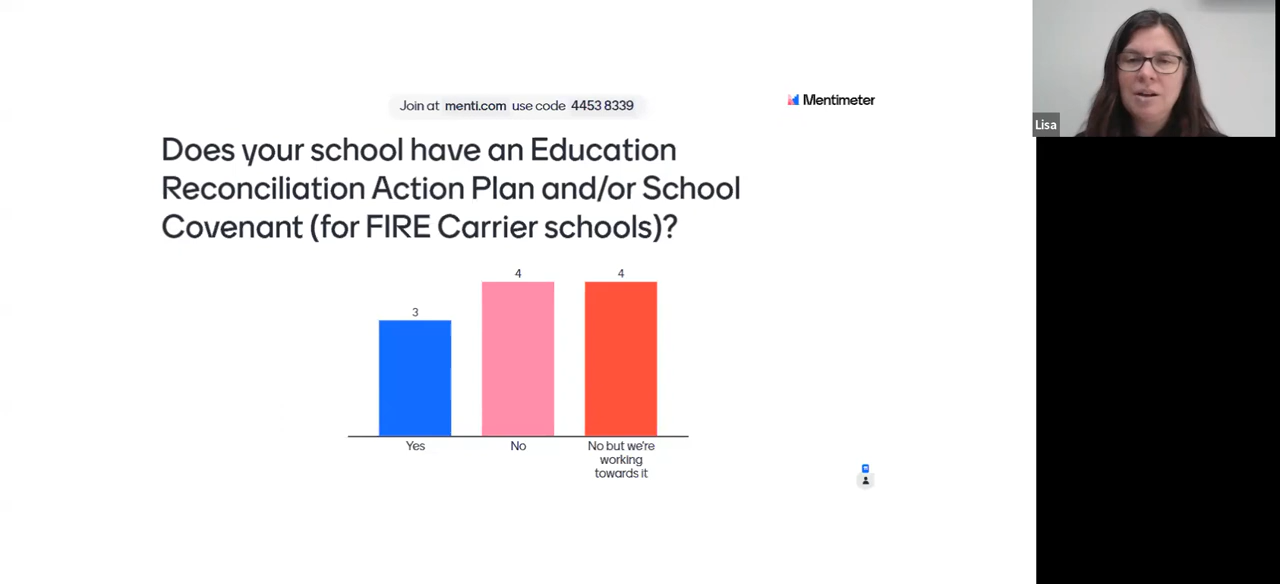 Join at menti.com use code 4453 8339
Mentimeter
Does your school have an Education
Reconciliation Action Plan and/or School
Covenant (for FIRE Carrier schools)?
3
4
4
Yes
No
No but we're
working
towards it
Lisa